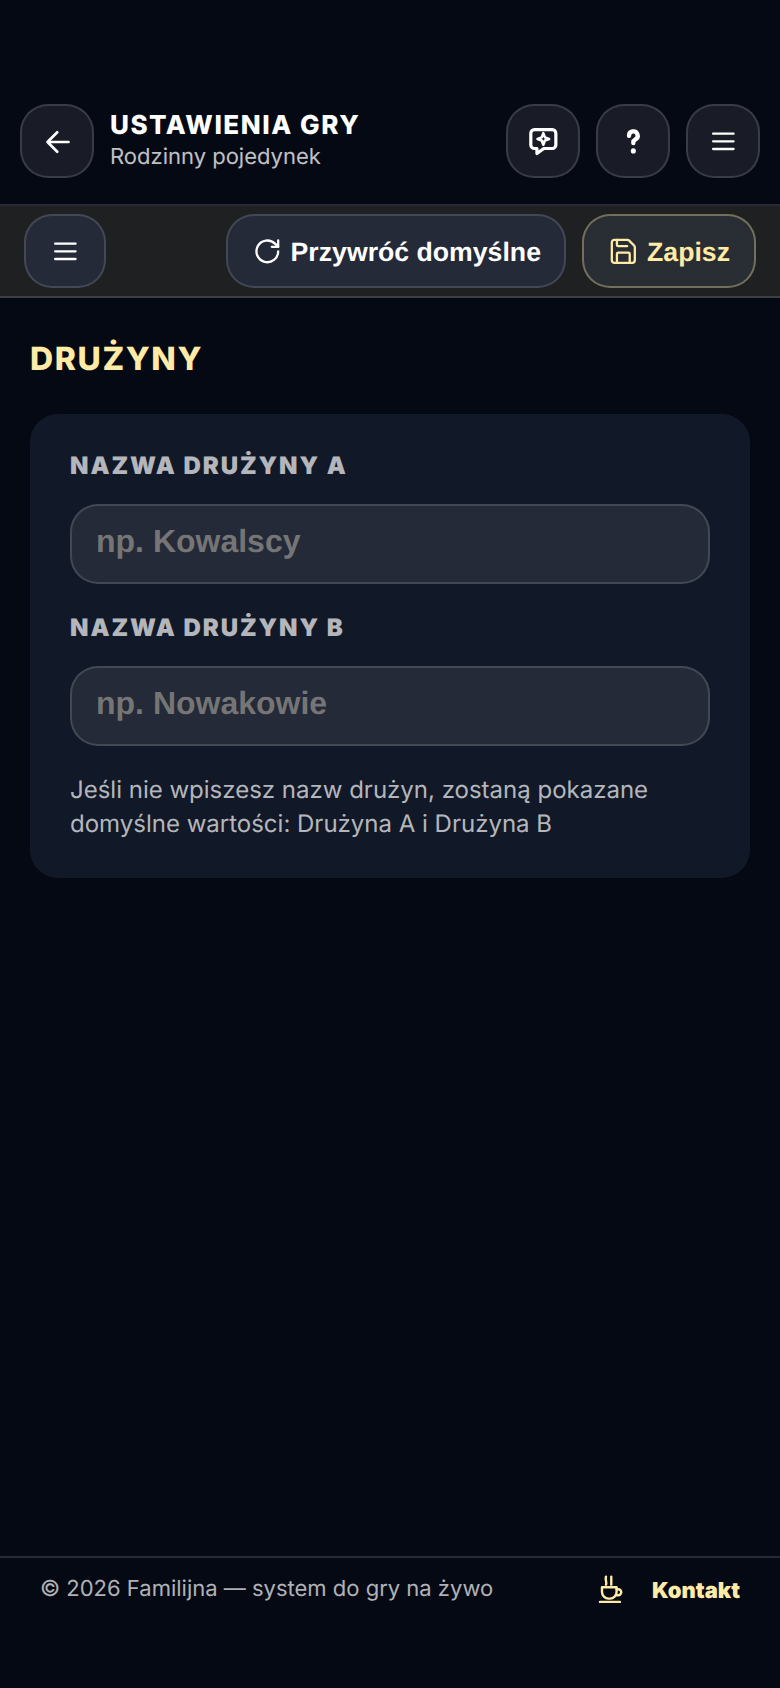 USTAWIENIA GRY
Rodzinny pojedynek
Przywróć domyślne
Zapisz
DRUŻYNY
NAZWA DRUŻYNY A
np. Kowalscy
NAZWA DRUŻYNY B
np. Nowakowie
Jeśli nie wpiszesz nazw drużyn, zostaną pokazane
domyślne wartości: Drużyna A i Drużyna B
© 2026 Familijna — system do gry na żywo
Kontakt